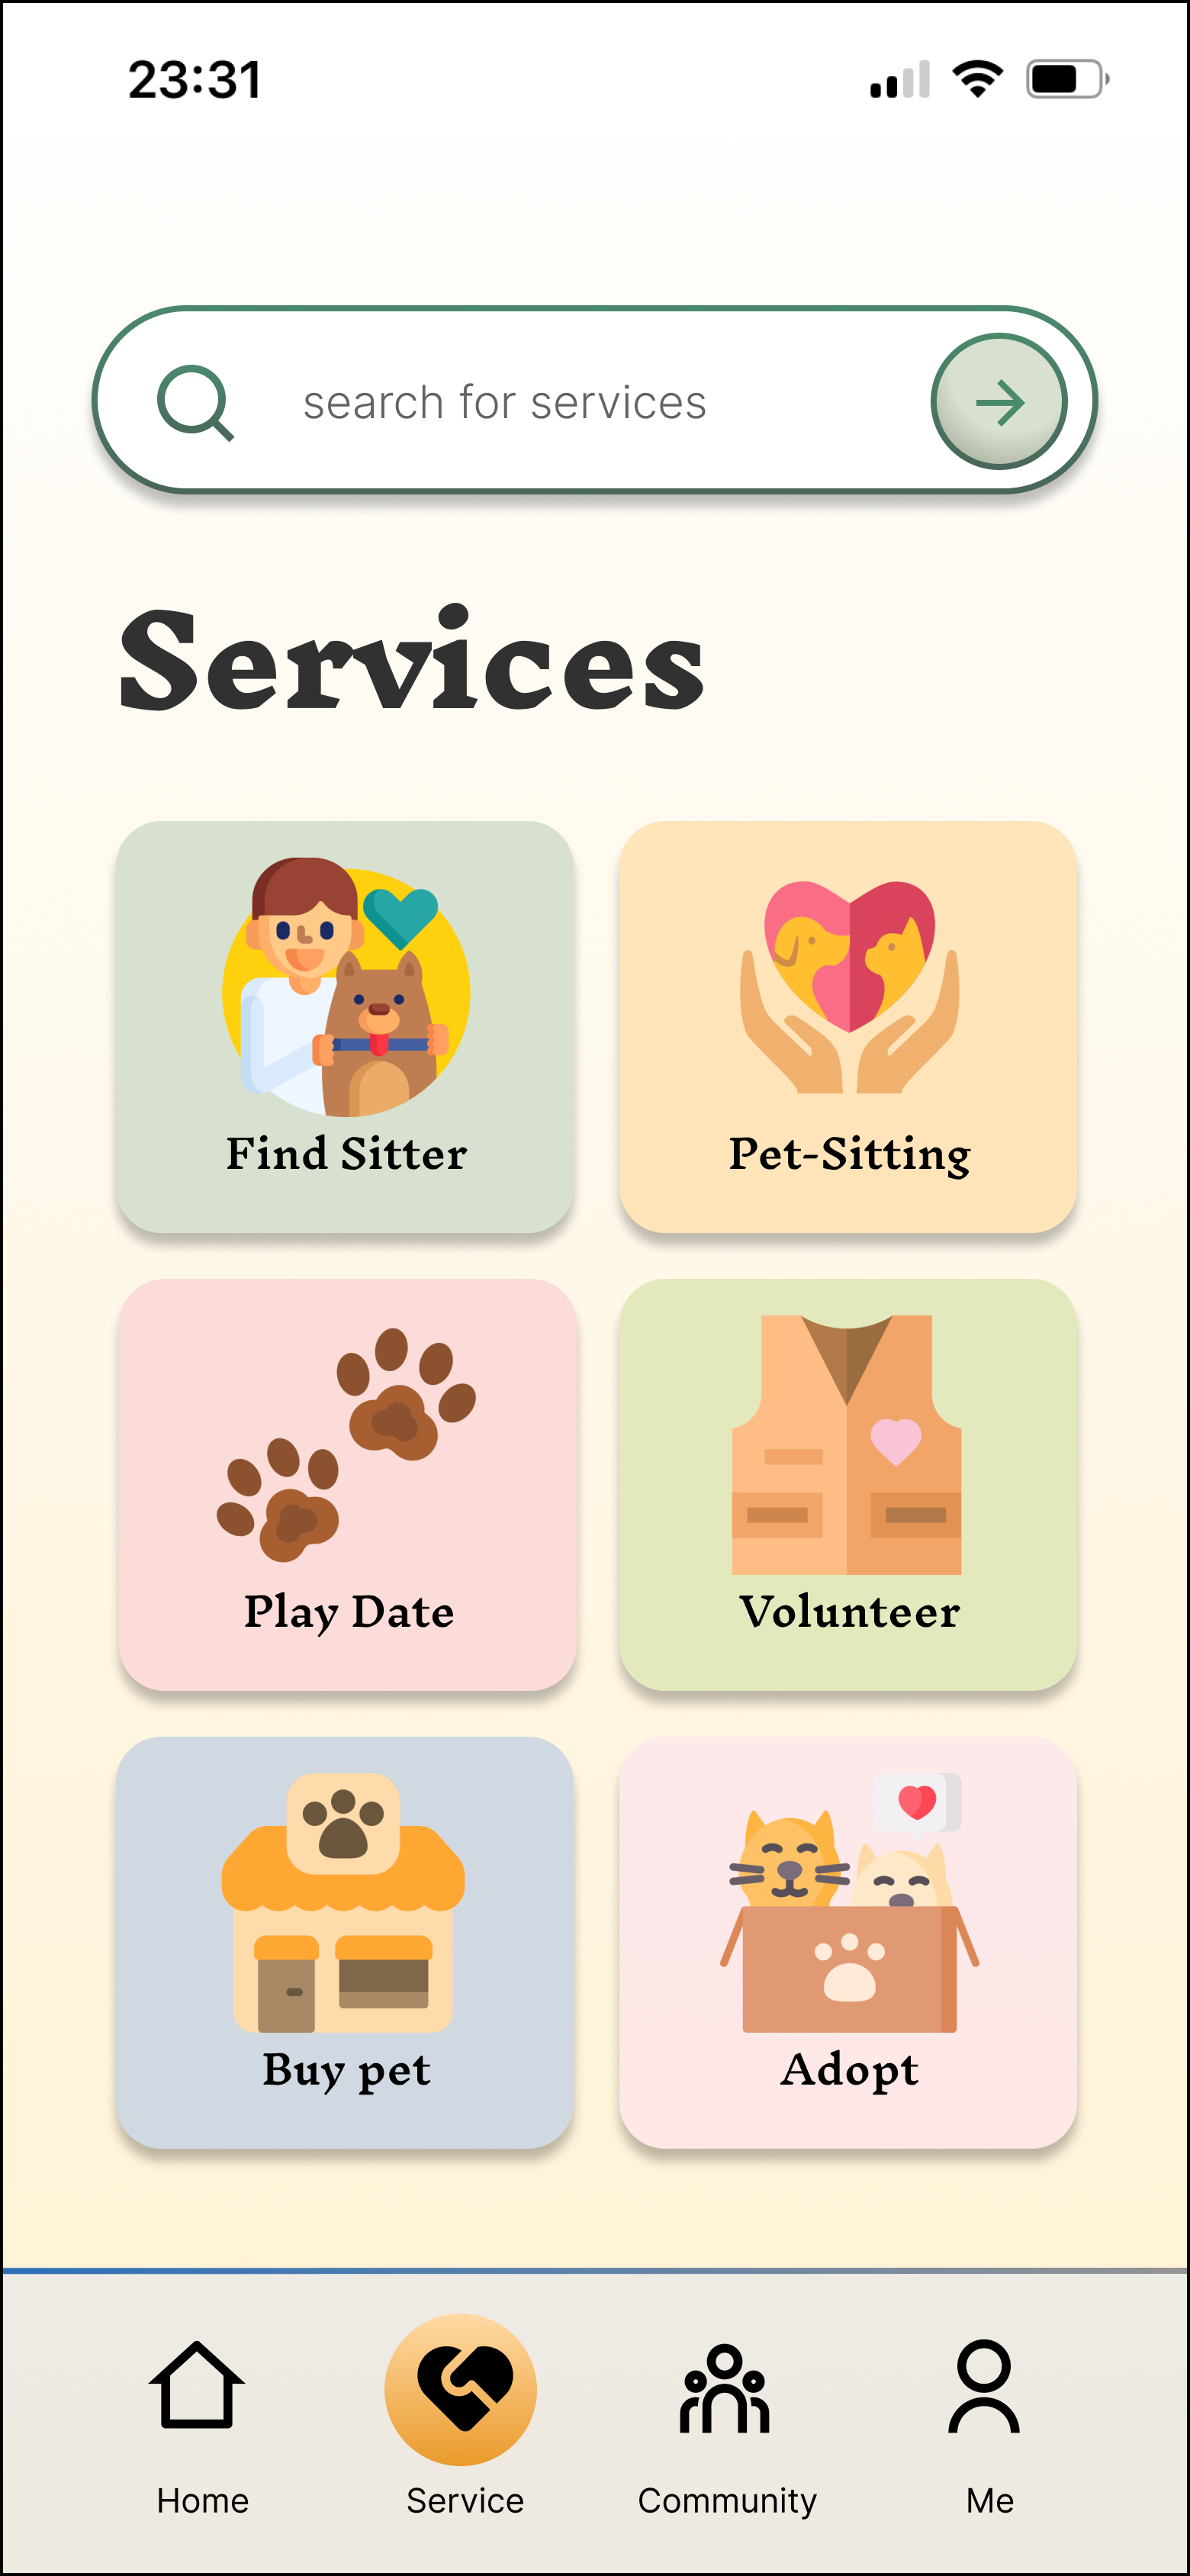 23:31
search for services
Services
Find Sitter
Pet-Sitting
Play Date
Volunteer
Buy pet
Adopt
Home
Service
Community
Me